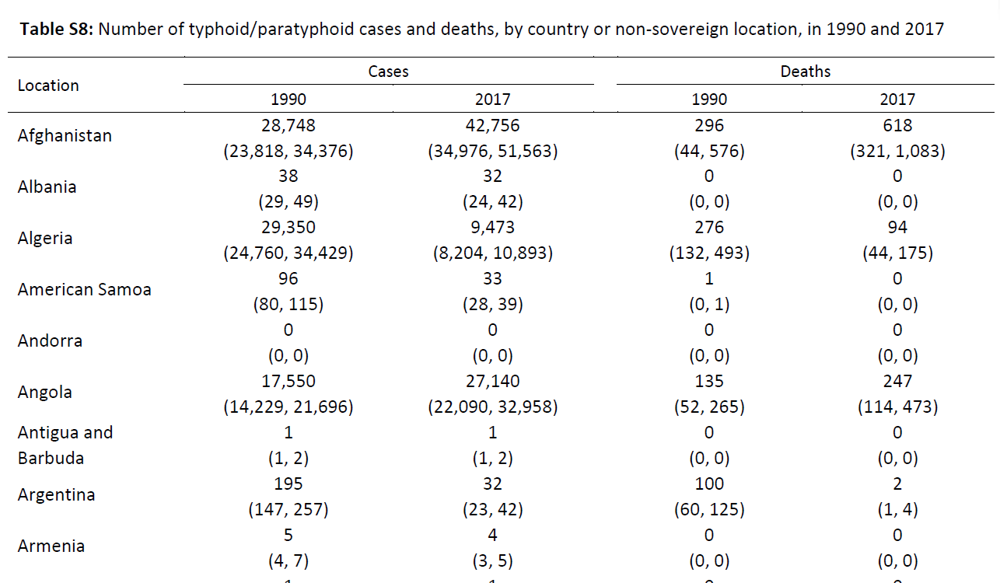 Table S8: Number of typhoid/paratyphoid cases and deaths, by country or non-sovereign location, in 1990 and 2017
Location Cases Deaths
1990 2017 1990 2017
Afghanistan 28,748 42,756 296 618
(23,818, 34,376) (34,976, 51,563) (44, 576) (321, 1,083)
Albania 38 32 0 0
(29, 49) (24, 42) (0, 0) (0, 0)
Algeria 29,350 9,473 276 94
(24,760, 34,429) (8,204, 10,893) (132, 493) (44, 175)
American Samoa 96 33 1 0
(80, 115) (28, 39) (0, 1) (0, 0)
Andorra 0 0 0 0
(0, 0) (0, 0) (0, 0) (0, 0)
Angola 17,550 27,140 135 247
(14,229, 21,696) (22,090, 32,958) (52, 265) (114, 473)
Antigua and 1 1 0 0
Barbuda (1, 2) (1, 2) (0, 0) (0, 0)
Argentina 195 32 100 2
(147, 257) (23, 42) (60, 125) (1, 4)
Armenia 5 4 0 0
(4, 7) (3, 5) (0, 0) (0, 0)